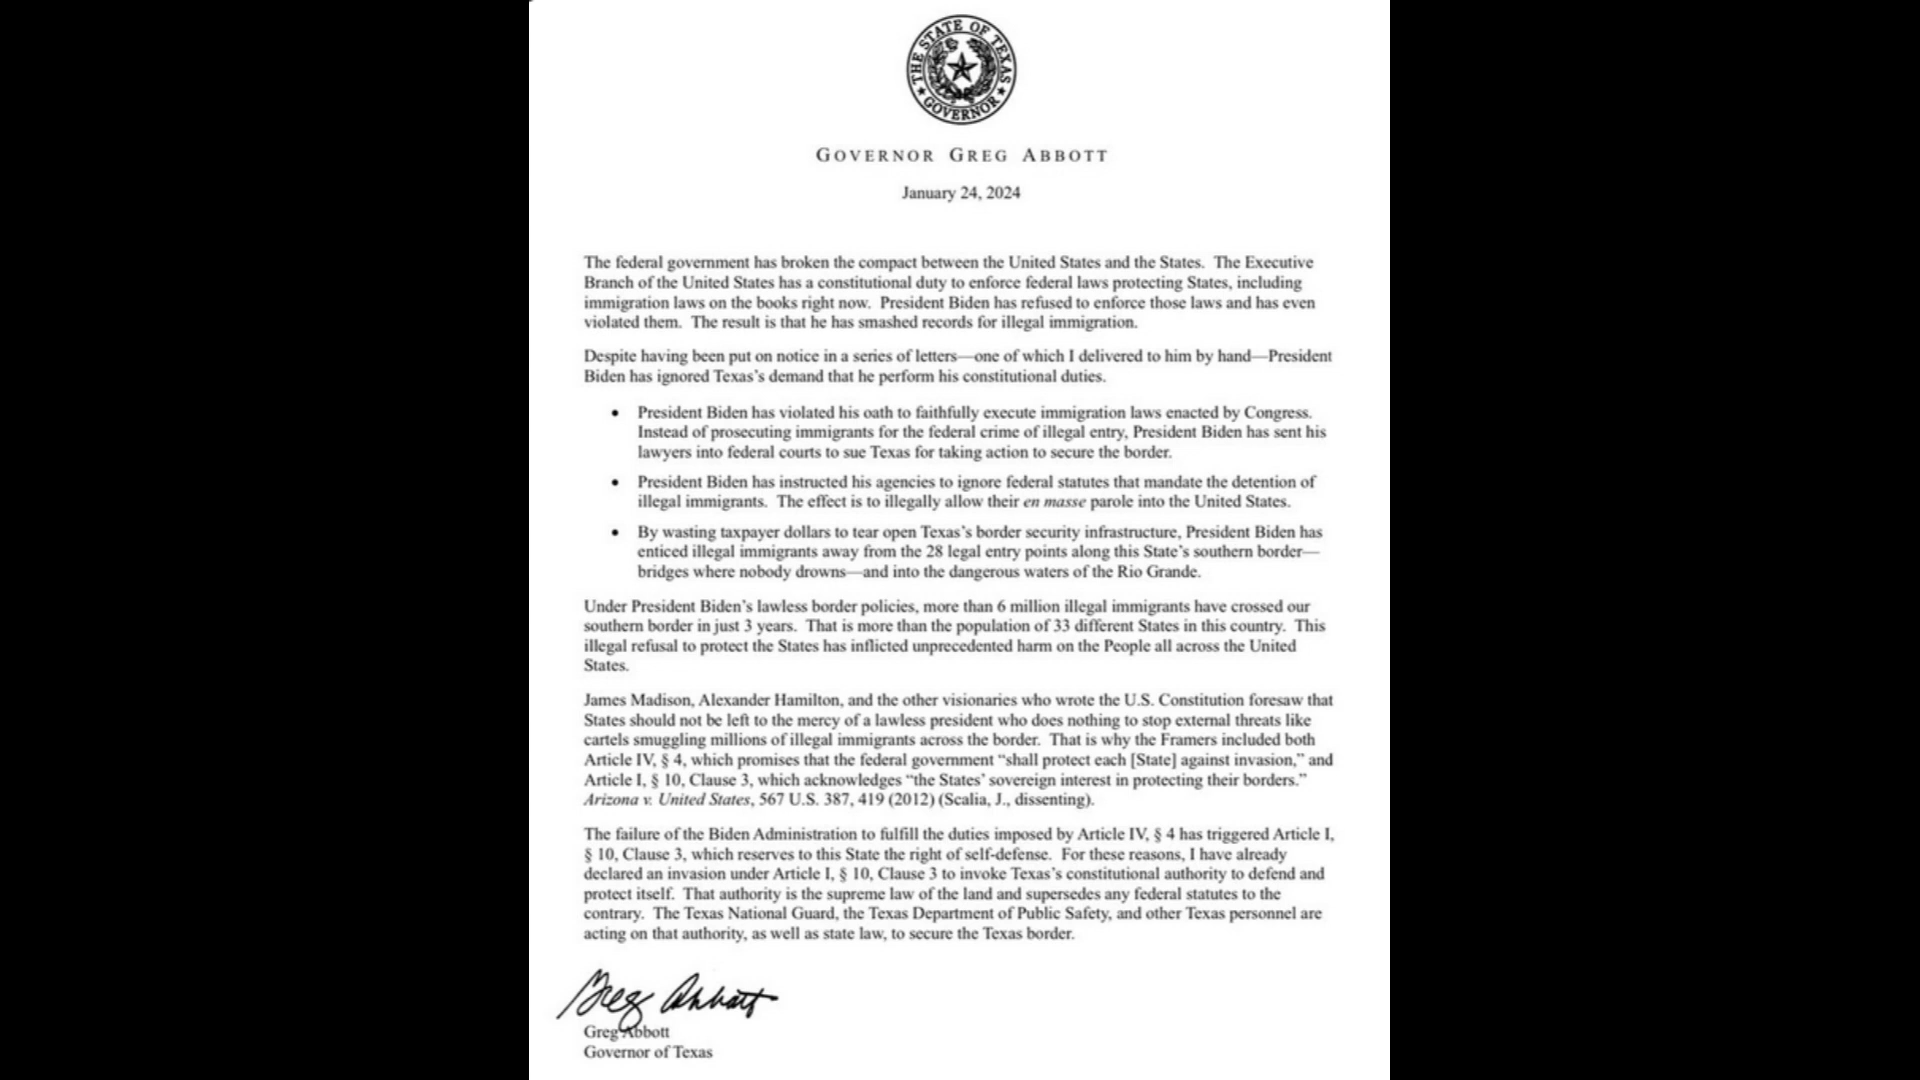 THE STATE OF TEXAS
GOVERNOR
GOVERNOR GREG ABBOTT
January 24, 2024
The federal government has broken the compact between the United States and the States. The Executive
Branch of the United States has a constitutional duty to enforce federal laws protecting States, including
immigration laws on the books right now. President Biden has refused to enforce those laws and has even
violated them. The result is that he has smashed records for illegal immigration.
Despite having been put on notice in a series of letters—one of which I delivered to him by hand—President
Biden has ignored Texas’s demand that he perform his constitutional duties.
• President Biden has violated his oath to faithfully execute immigration laws enacted by Congress.
Instead of prosecuting immigrants for the federal crime of illegal entry, President Biden has sent his
lawyers into federal courts to sue Texas for taking action to secure the border.
• President Biden has instructed his agencies to ignore federal statutes that mandate the detention of
illegal immigrants. The effect is to illegally allow their en masse parole into the United States.
• By wasting taxpayer dollars to tear open Texas’s border security infrastructure, President Biden has
enticed illegal immigrants away from the 28 legal entry points along this State’s southern border—
bridges where nobody drowns—and into the dangerous waters of the Rio Grande.
Under President Biden’s lawless border policies, more than 6 million illegal immigrants have crossed our
southern border in just 3 years. That is more than the population of 33 different States in this country. This
illegal refusal to protect the States has inflicted unprecedented harm on the People all across the United
States.
James Madison, Alexander Hamilton, and the other visionaries who wrote the U.S. Constitution foresaw that
States should not be left to the mercy of a lawless president who does nothing to stop external threats like
cartels smuggling millions of illegal immigrants across the border. That is why the Framers included both
Article IV, § 4, which promises that the federal government “shall protect each [State] against invasion,” and
Article I, § 10, Clause 3, which acknowledges “the States’ sovereign interest in protecting their borders.”
Arizona v. United States, 567 U.S. 387, 419 (2012) (Scalia, J., dissenting).
The failure of the Biden Administration to fulfill the duties imposed by Article IV, § 4 has triggered Article I,
§ 10, Clause 3, which reserves to this State the right of self-defense. For these reasons, I have already
declared an invasion under Article I, § 10, Clause 3 to invoke Texas’s constitutional authority to defend and
protect itself. That authority is the supreme law of the land and supersedes any federal statutes to the
contrary. The Texas National Guard, the Texas Department of Public Safety, and other Texas personnel are
acting on that authority, as well as state law, to secure the Texas border.
Greg Abbott
Greg Abbott
Governor of Texas